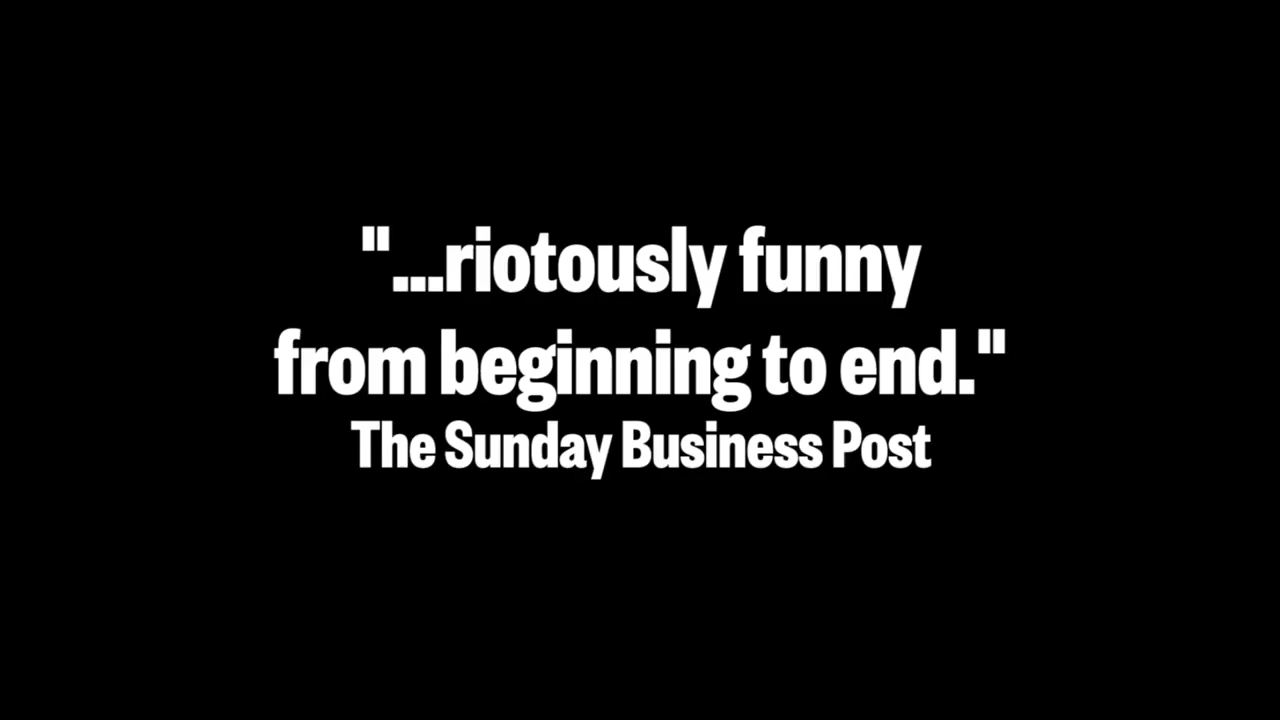 "...riotously funny
from beginning to end."
The Sunday Business Post